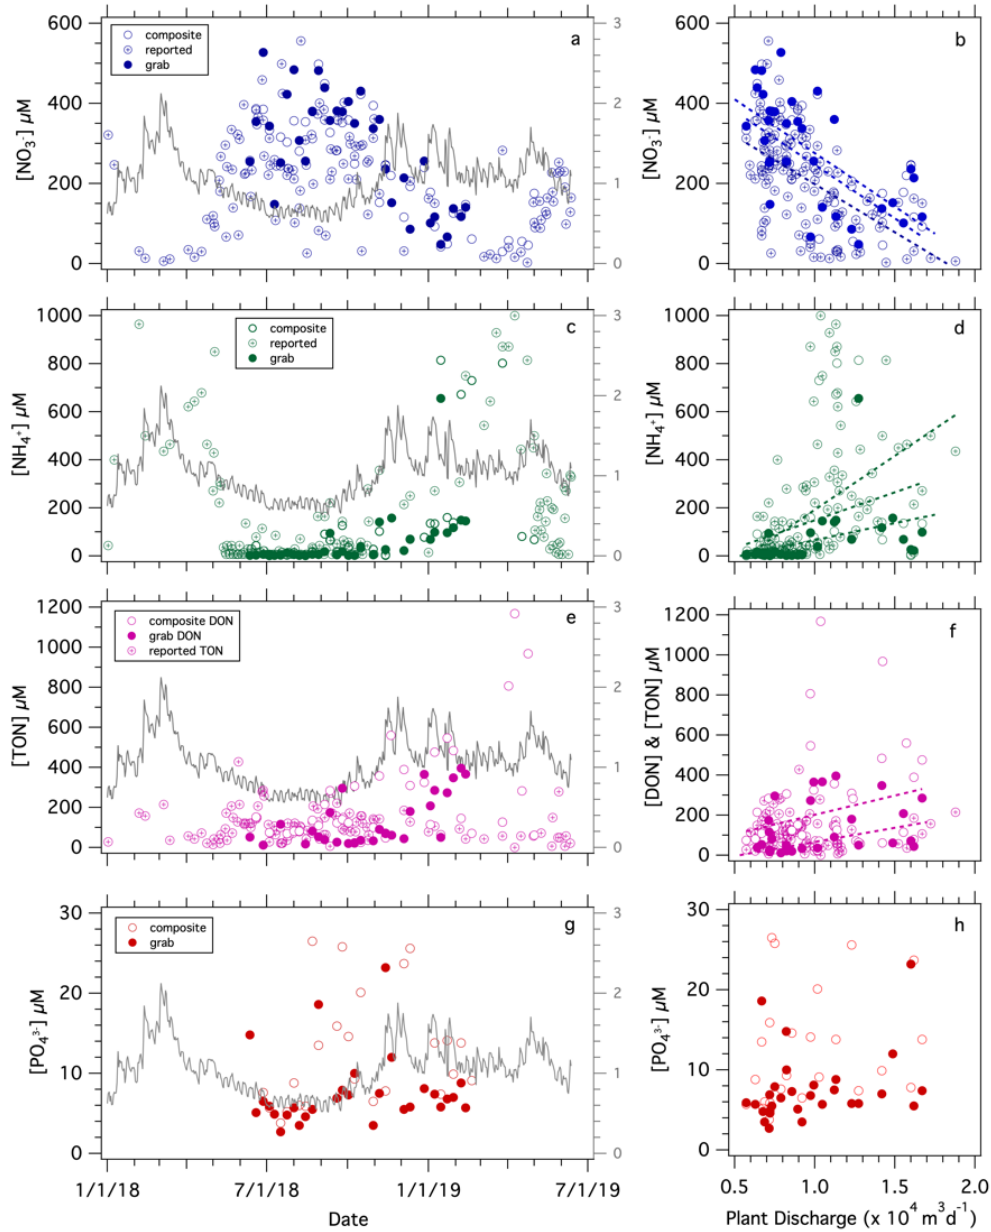 600
400
200
0
[NO₃⁻] µM
composite
reported
grab
a
3
2
1
0
600
400
200
0
[NO₃⁻] µM
b
1000
800
600
400
200
0
[NH₄⁺] µM
composite
reported
grab
c
3
2
1
0
1000
800
600
400
200
0
[NH₄⁺] µM
d
1200
1000
800
600
400
200
0
[TON] µM
composite DON
grab DON
reported TON
e
3
2
1
0
1200
1000
800
600
400
200
0
[DON] & [TON] µM
f
30
20
10
0
[PO₄³⁻] µM
composite
grab
g
3
2
1
0
30
20
10
0
[PO₄³⁻] µM
h
1/1/18 7/1/18 1/1/19 7/1/19
Date
0.5 1.0 1.5 2.0
Plant Discharge (x 10⁴ m³d⁻¹)